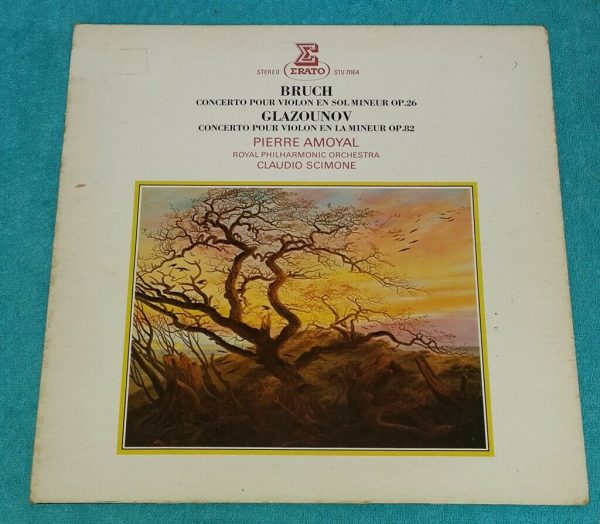 STEREO ERATO STU 71164
BRUCH
CONCERTO POUR VIOLON EN SOL MINEUR OP.26
GLAZOUNOV
CONCERTO POUR VIOLON EN LA MINEUR OP.82
PIERRE AMOYAL
ROYAL PHILHARMONIC ORCHESTRA
CLAUDIO SCIMONE